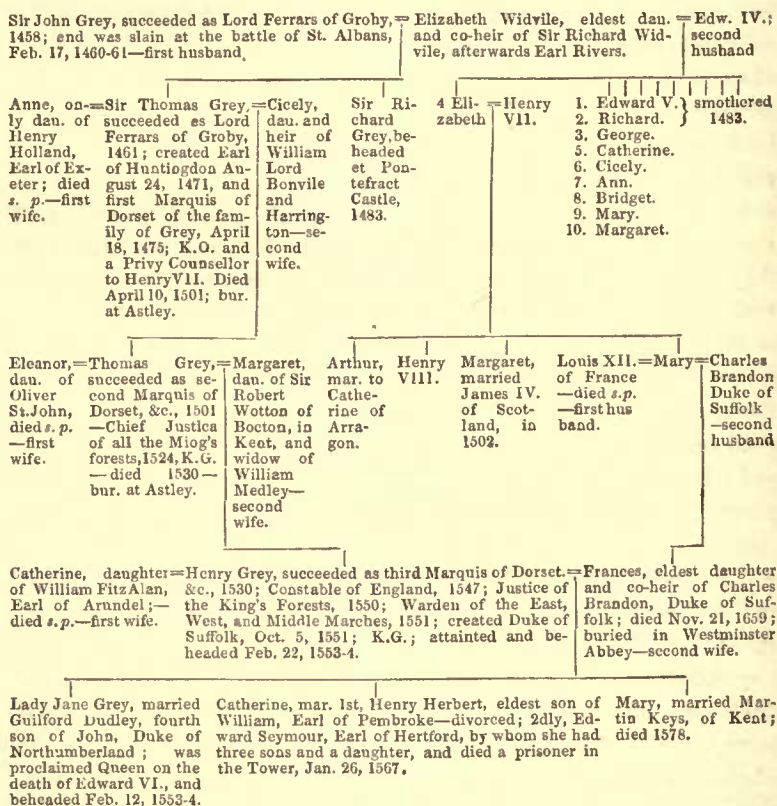 Sir John Grey, succeeded as Lord Ferrars of Groby,=
1458; end was slain at the battle of St. Albans,
Feb. 17, 1460-61—first husband.
Elizabeth Widvile, eldest dau.
and co-heir of Sir Richard Wid-
vile, afterwards Earl Rivers.
=Edw. IV.;
second
husband
Anne, on-
ly dau. of
Henry
Holland,
Earl of Ex-
eter; died
s. p.—first
wife.
=Sir Thomas Grey,=
succeeded as Lord
Ferrars of Groby,
1461; created Earl
of Huntiogdon Au-
gust 24, 1471, and
first Marquis of
Dorset of the fam-
ily of Grey, April
18, 1475; K.G. and
a Privy Counsellor
to Henry VII. Died
April 10, 1501; bur.
at Astley.
Cicely,
dau. and
heir of
William
Lord
Bonvile
and
Harring-
ton—se-
cond
wife.
Sir Ri-
chard
Grey, be-
headed
et Pon-
tefract
Castle,
1483.
4 Eli-
zabeth
=Henry
VII.
1. Edward V. } smothered
2. Richard. } 1483.
3. George.
5. Catherine.
6. Cicely.
7. Ann.
8. Bridget.
9. Mary.
10. Margaret.
Eleanor,
dau. of
Oliver
St.John,
died s. p.
—first
wife.
=Thomas Grey,=
succeeded as se-
cond Marquis of
Dorset, &c., 1501
—Chief Justica
of all the Miog's
forests, 1524, K.G.
—died 1530—
bur. at Astley.
Margaret,
dau. of Sir
Robert
Wotton of
Bocton, in
Keot, and
widow of
William
Medley—
second
wife.
Arthur,
mar. to
Cathe-
rine of
Arra-
gon.
Henry
VIII.
Margaret,
married
James IV.
of Scot-
land, in
1502.
Louis XII.
of France
—died s.p.
—first hus
band.
=Mary=
Charles
Brandon
Duke of
Suffolk
—second
husband
Catherine, daughter
of William FitzAlan,
Earl of Arundel;—
died s. p.—first wife.
=Henry Grey, succeeded as third Marquis of Dorset.=
&c., 1530; Constable of England, 1547; Justice of
the King's Forests, 1550; Warden of the East,
West, and Middle Marches, 1551; created Duke of
Suffolk, Oct. 5, 1551; K.G.; attainted and be-
headed Feb. 22, 1553-4.
Frances, eldest daughter
and co-heir of Charles
Brandon, Duke of Suf-
folk; died Nov. 21, 1659;
buried in Westminster
Abbey—second wife.
Lady Jane Grey, married
Guilford Dudley, fourth
son of John, Duke of
Northumberland; was
proclaimed Queen on the
death of Edward VI., and
beheaded Feb. 12, 1553-4.
Catherine, mar. 1st, Henry Herbert, eldest son of
William, Earl of Pembroke—divorced; 2dly, Ed-
ward Seymour, Earl of Hertford, by whom she had
three sons and a daughter, and died a prisoner in
the Tower, Jan. 26, 1567.
Mary, married Mar-
tin Keys, of Kent;
died 1578.